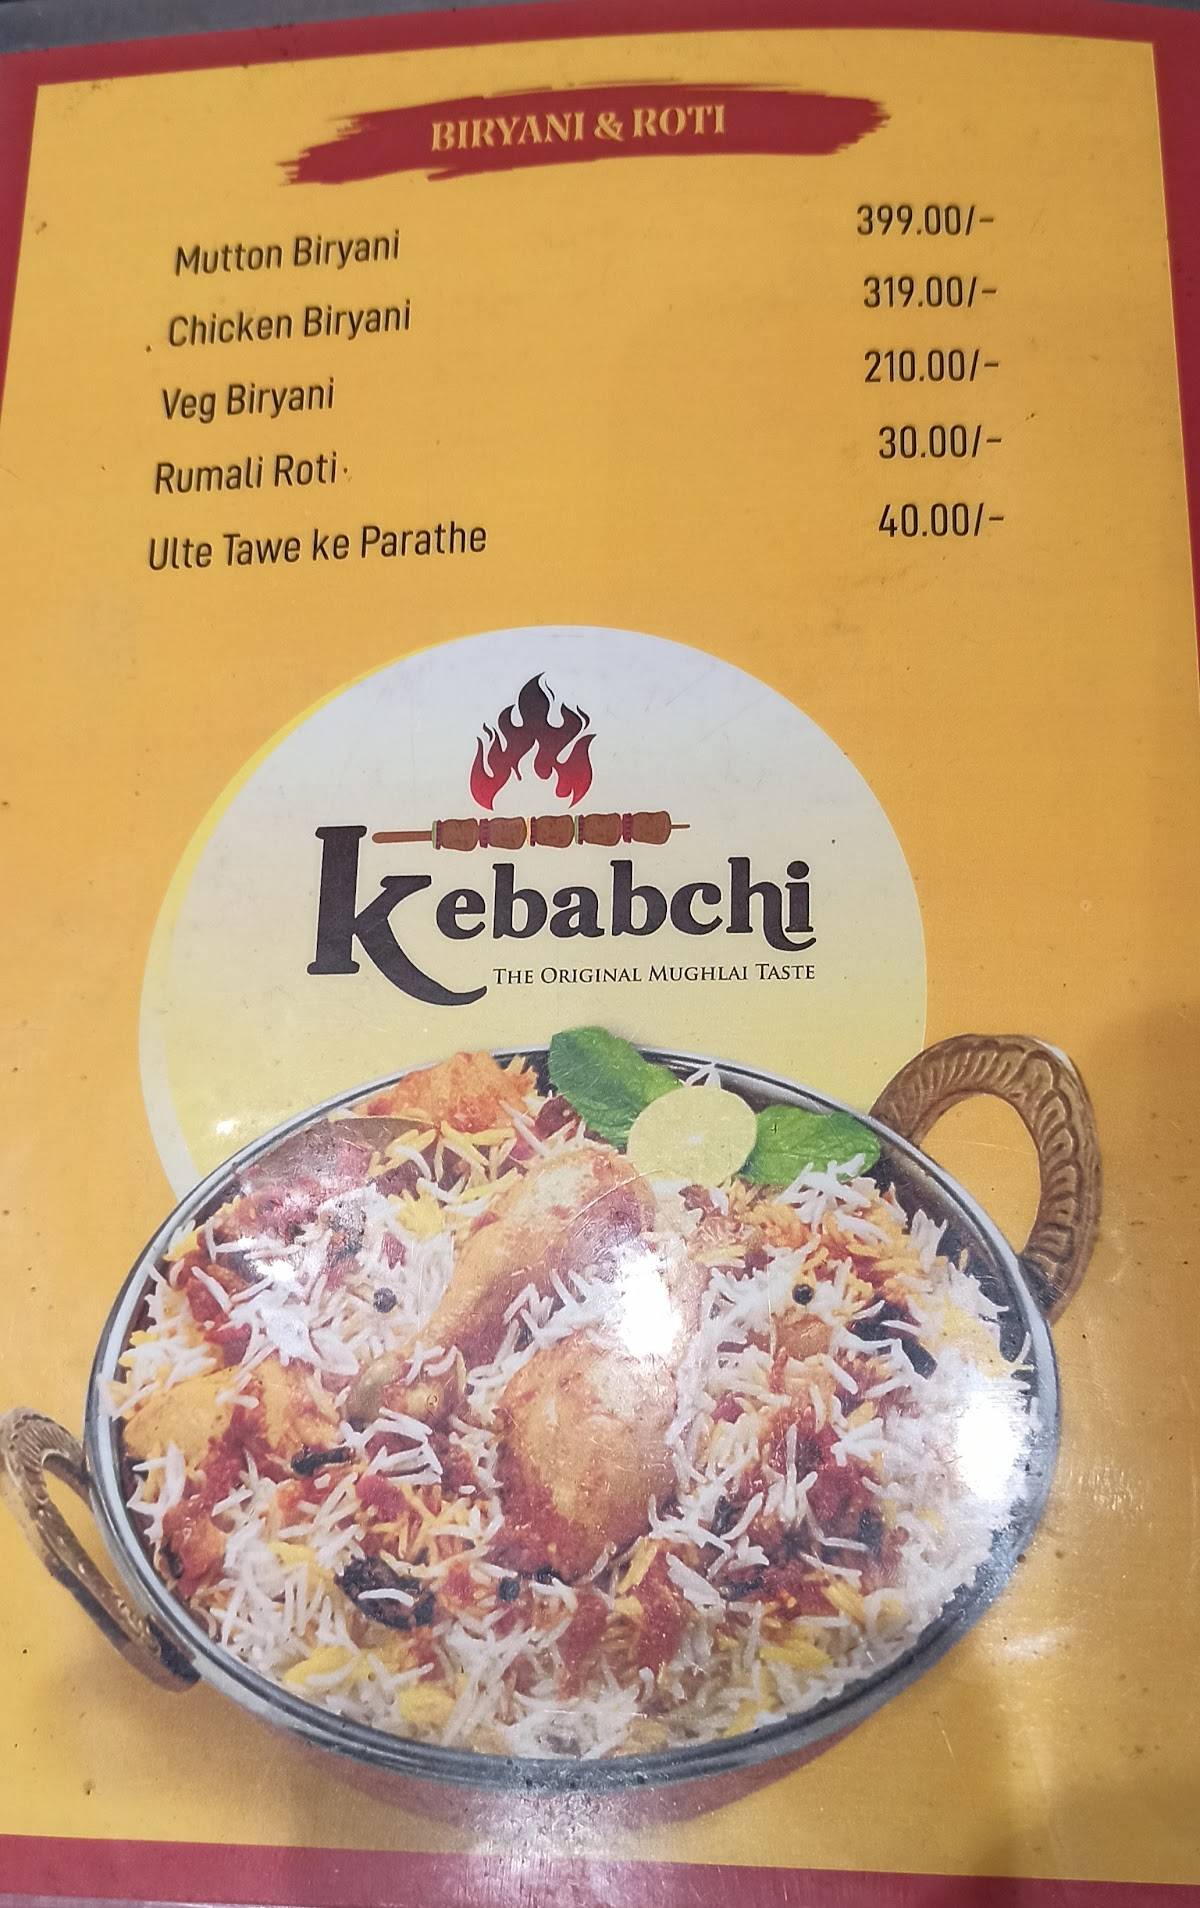 BIRYANI & ROTI
Mutton Biryani 399.00/-
Chicken Biryani 319.00/-
Veg Biryani 210.00/-
Rumali Roti 30.00/-
Ulte Tawe ke Parathe 40.00/-
Kebabchi
THE ORIGINAL MUGHLAI TASTE